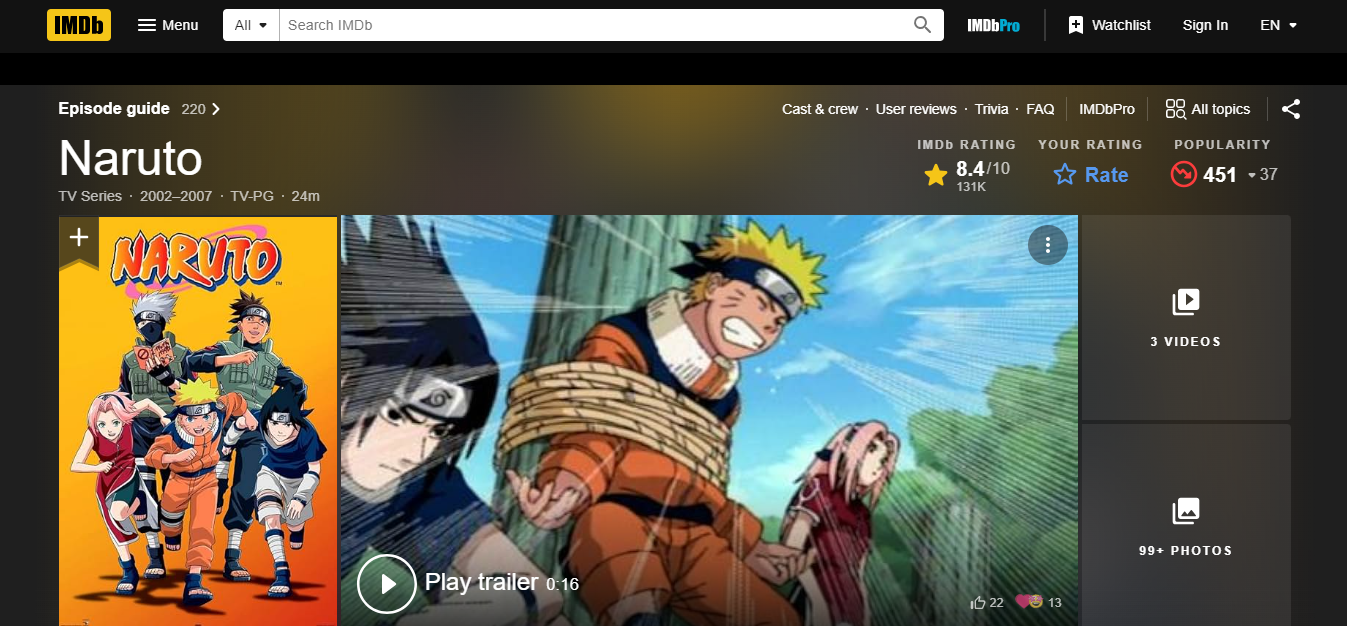 IMDb Menu All Search IMDb IMDbPro Watchlist Sign In EN
Episode guide 220 Cast & crew · User reviews · Trivia · FAQ IMDbPro All topics
Naruto
IMDb RATING YOUR RATING POPULARITY
8.4/10 Rate 451 37
131K
TV Series · 2002–2007 · TV-PG · 24m
NARUTO™
3 VIDEOS
99+ PHOTOS
Play trailer 0:16
22 13